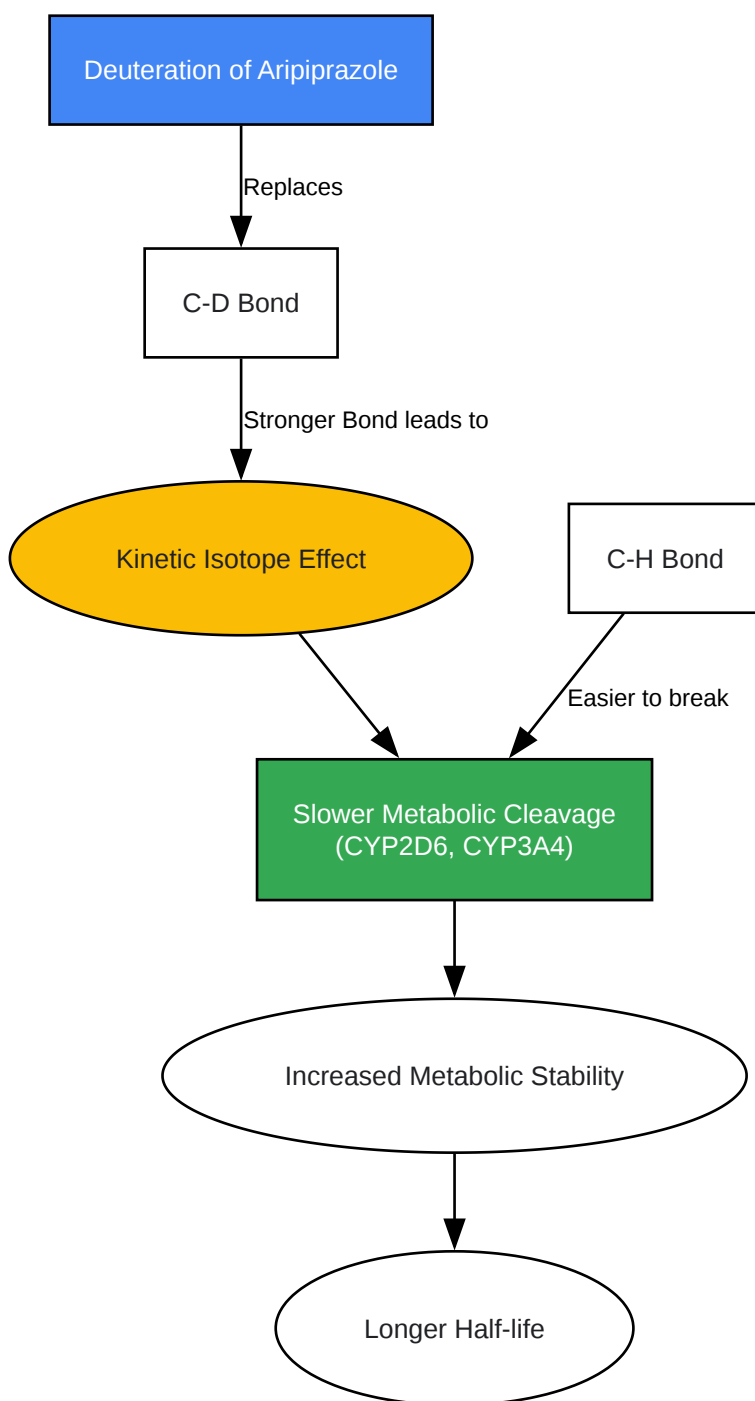 Deuteration of Aripiprazole
Replaces
C-D Bond
Stronger Bond leads to
Kinetic Isotope Effect
C-H Bond
Easier to break
Slower Metabolic Cleavage
(CYP2D6, CYP3A4)
Increased Metabolic Stability
Longer Half-life